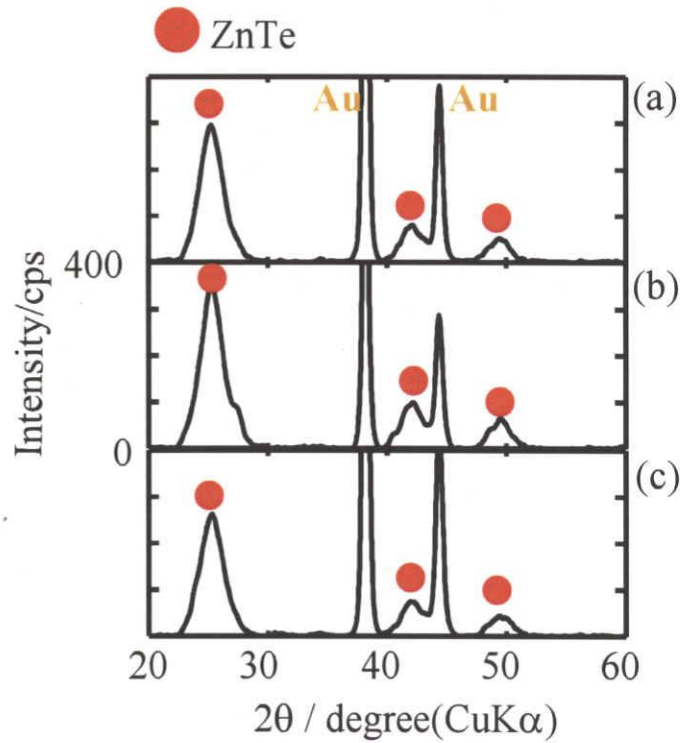 ZnTe
Au Au (a)
400
(b)
Intensity/cps
0
(c)
20 30 40 50 60
2θ / degree(CuKα)